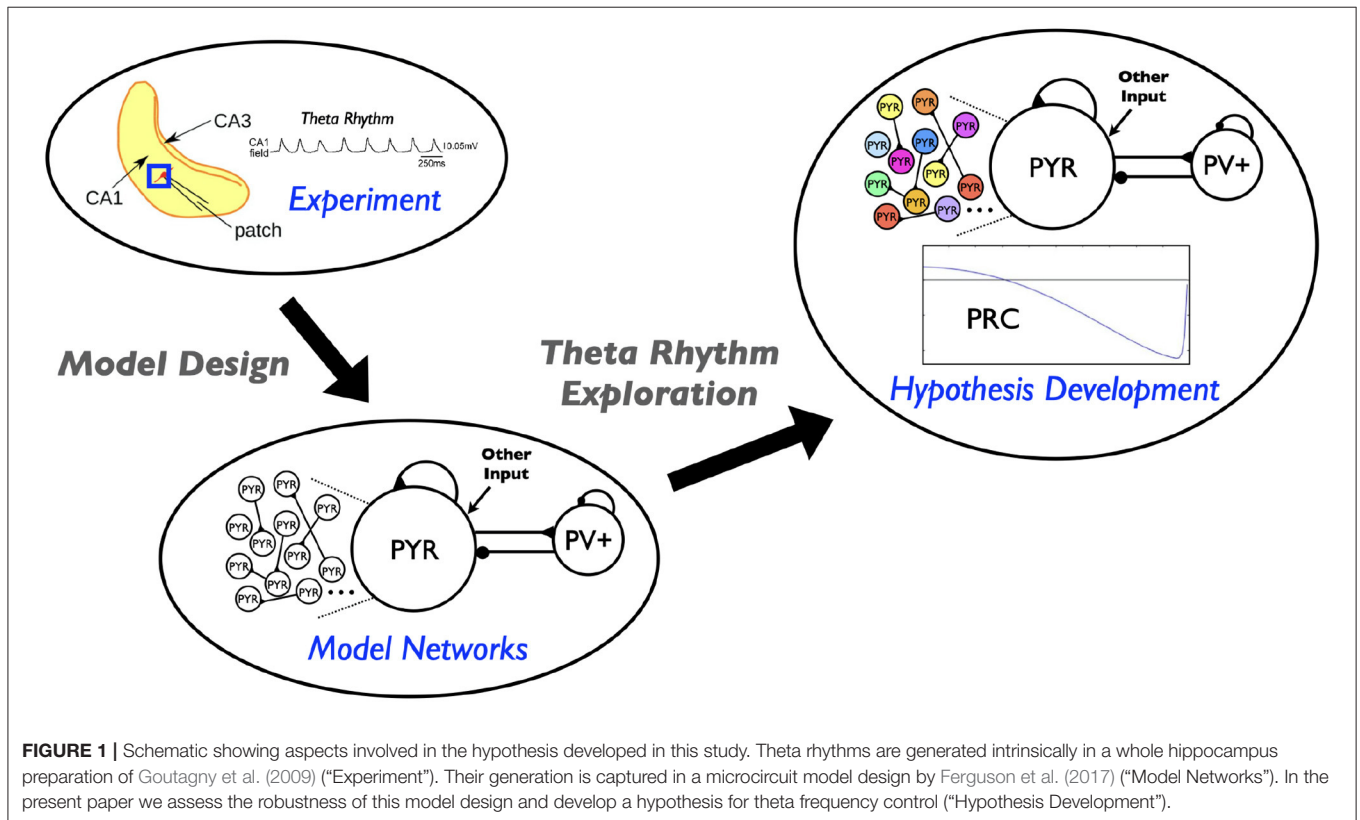 CA3
CA1
patch
Theta Rhythm
CA1
field
0.05mV
250ms
Experiment
Model Design
Theta Rhythm
Exploration
PYR
PYR
PYR
PYR
PYR
PYR
PYR
PYR
PYR
PYR
PYR
PYR
...
PYR
Other
Input
PV+
Model Networks
PYR
PYR
PYR
PYR
PYR
PYR
PYR
PYR
PYR
PYR
PYR
PYR
...
PYR
Other
Input
PV+
PRC
Hypothesis Development
FIGURE 1 | Schematic showing aspects involved in the hypothesis developed in this study. Theta rhythms are generated intrinsically in a whole hippocampus
preparation of Goutagny et al. (2009) (“Experiment”). Their generation is captured in a microcircuit model design by Ferguson et al. (2017) (“Model Networks”). In the
present paper we assess the robustness of this model design and develop a hypothesis for theta frequency control (“Hypothesis Development”).